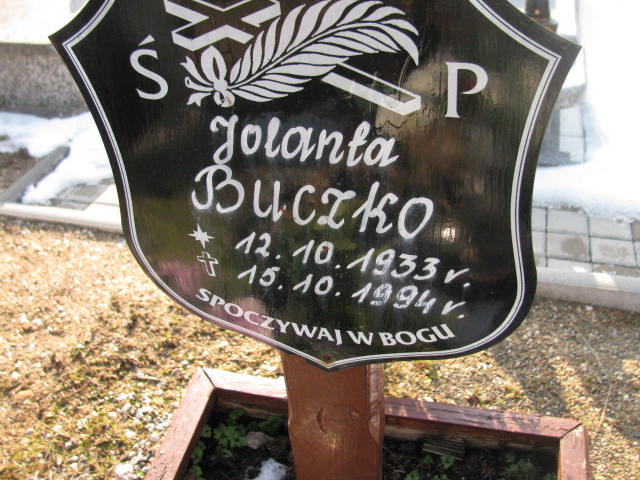 Ś P
Jolanta
Buczko
12.10.1933 r.
15.10.1994 r.
SPOCZYWAJ W BOGU